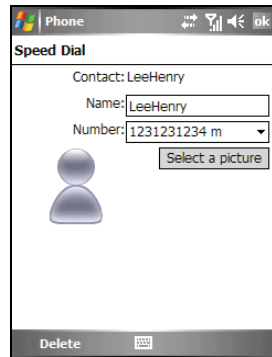 Phone ok
Speed Dial
Contact: LeeHenry
Name: LeeHenry
Number: 1231231234 m
Select a picture
Delete